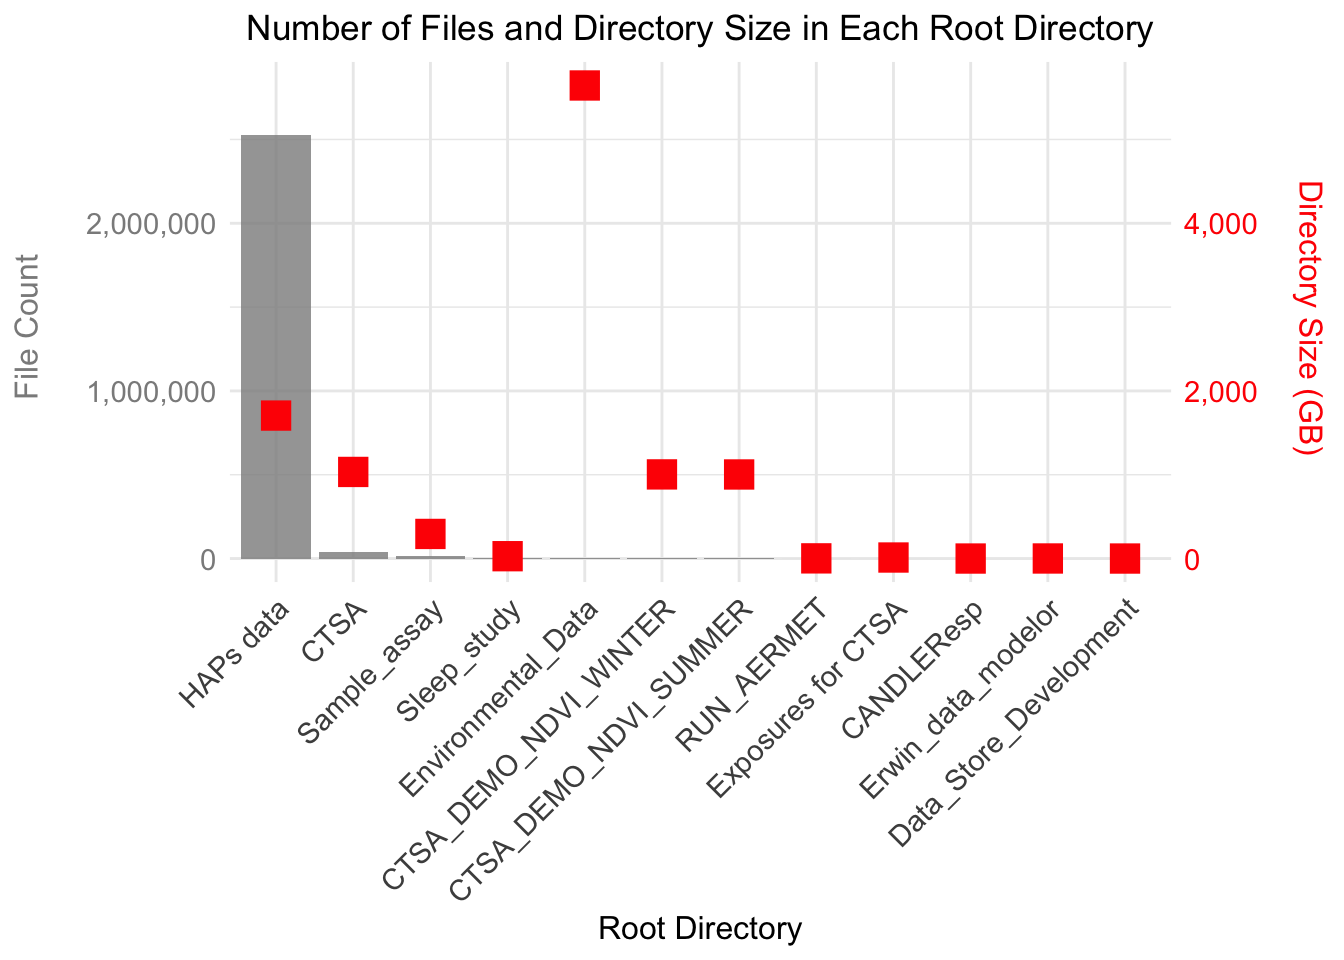 Number of Files and Directory Size in Each Root Directory
File Count
2,000,000
1,000,000
0
4,000
2,000
0
Directory Size (GB)
HAPs data
CTSA
Sample_assay
Sleep_study
Environmental_Data
CTSA_DEMO_NDVI_WINTER
CTSA_DEMO_NDVI_SUMMER
RUN_AERMET
Exposures for CTSA
CANDLEResp
Erwin_data_modelor
Data_Store_Development
Root Directory